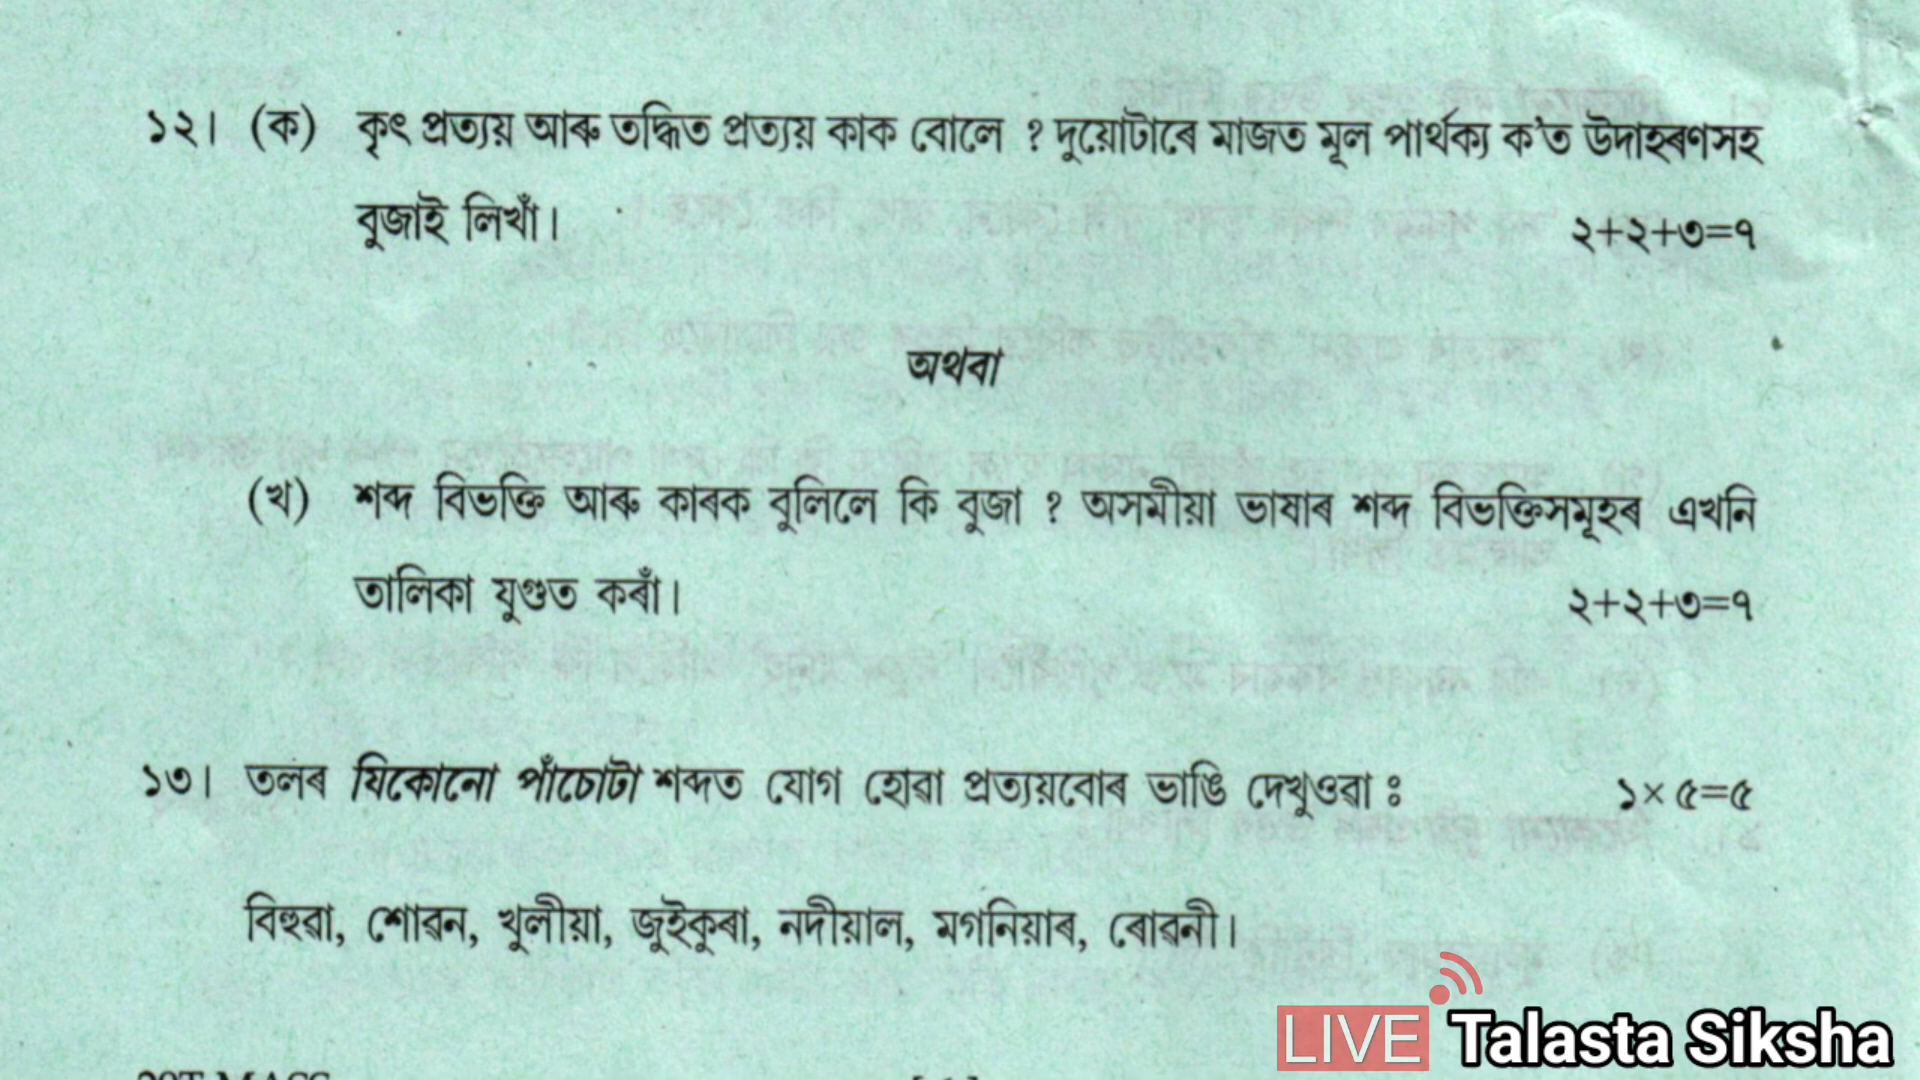 ১২। (ক) কৃৎ প্ৰত্যয় আৰু তদ্ধিত প্ৰত্যয় কাক বোলে ? দুয়োটাৰে মাজত মূল পাৰ্থক্য ক'ত উদাহৰণসহ
বুজাই লিখাঁ। ২+২+৩=৭
অথবা
(খ) শব্দ বিভক্তি আৰু কাৰক বুলিলে কি বুজা ? অসমীয়া ভাষাৰ শব্দ বিভক্তিসমূহৰ এখনি
তালিকা যুগুত কৰাঁ। ২+২+৩=৭
১৩। তলৰ যিকোনো পাঁচোটা শব্দত যোগ হোৱা প্ৰত্যয়বোৰ ভাঙি দেখুওৱা ঃ ১×৫=৫
বিহুৱা, শোৱন, খুলীয়া, জুইকুৰা, নদীয়াল, মগনিয়াৰ, ৰোৱনী।
LIVE Talasta Siksha